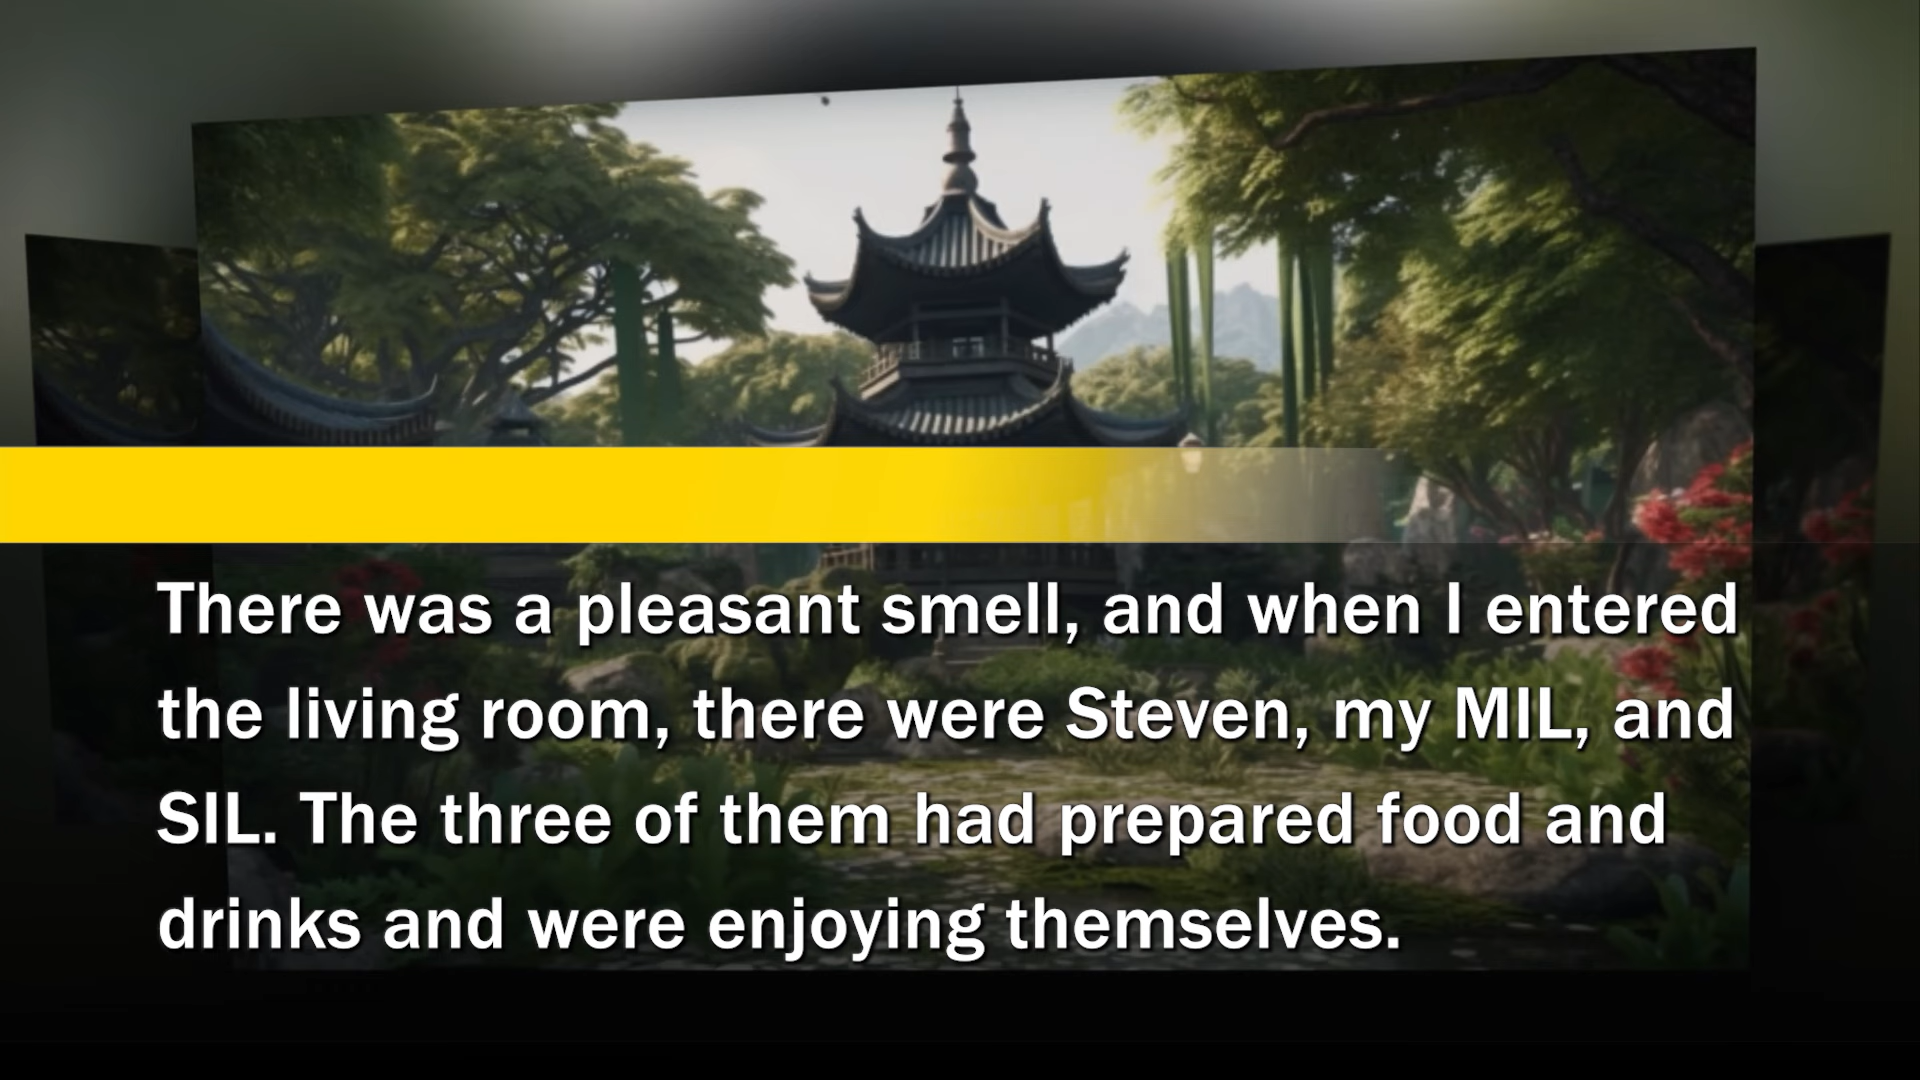 There was a pleasant smell, and when I entered
the living room, there were Steven, my MIL, and
SIL. The three of them had prepared food and
drinks and were enjoying themselves.